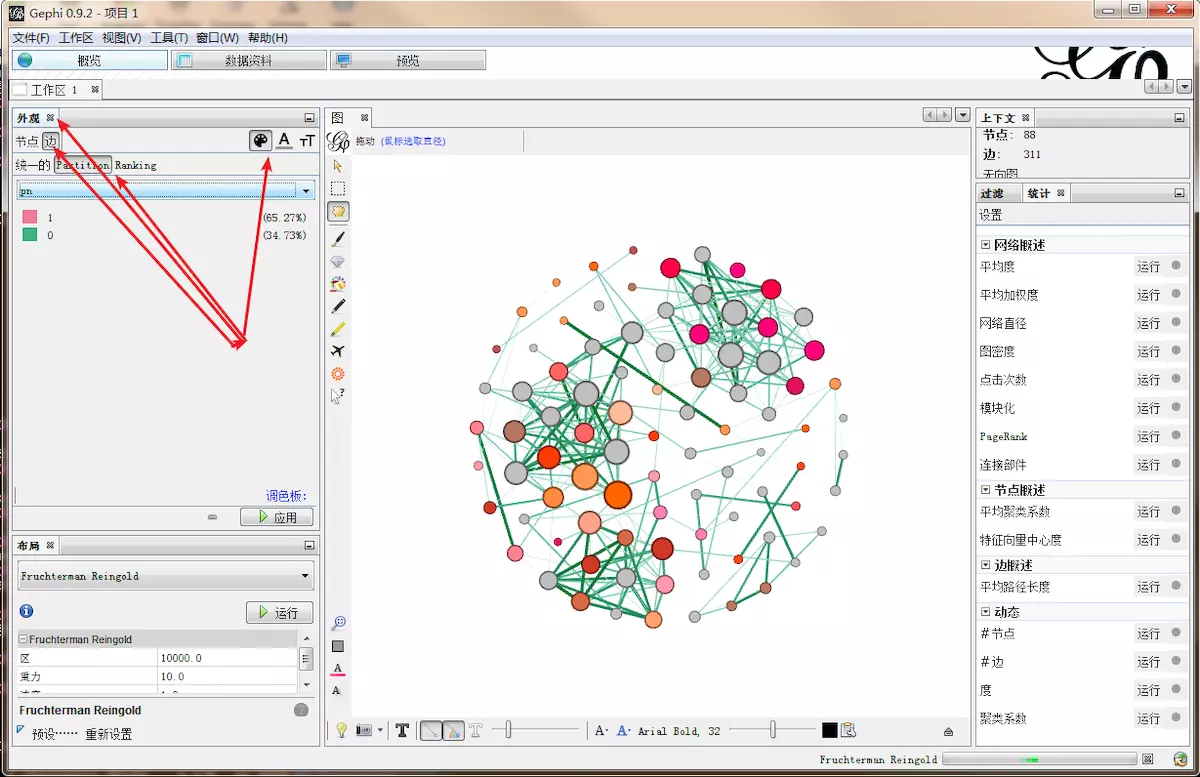 Gephi 0.9.2 - 项目 1
文件(F) 工作区 视图(V) 工具(T) 窗口(W) 帮助(H)
概览 数据资料 预览
工作区 1
外观
节点 边
A TT
统一的 Partition Ranking
pn
1 (65.27%)
0 (34.73%)
调色板:
应用
布局
Fruchterman Reingold
运行
Fruchterman Reingold
区 10000.0
重力 10.0
Fruchterman Reingold
预设…… 重新设置
图
拖动 (鼠标选取直径)
A
A
T
T
A· A· Arial Bold, 32
上下文
节点: 88
边: 311
无向图
过滤 统计
设置
网络概述
平均度 运行
平均加权度 运行
网络直径 运行
图密度 运行
点击次数 运行
模块化 运行
PageRank 运行
连接部件 运行
节点概述
平均聚类系数 运行
特征向量中心度 运行
边概述
平均路径长度 运行
动态
#节点 运行
#边 运行
度 运行
聚类系数 运行
Fruchterman Reingold